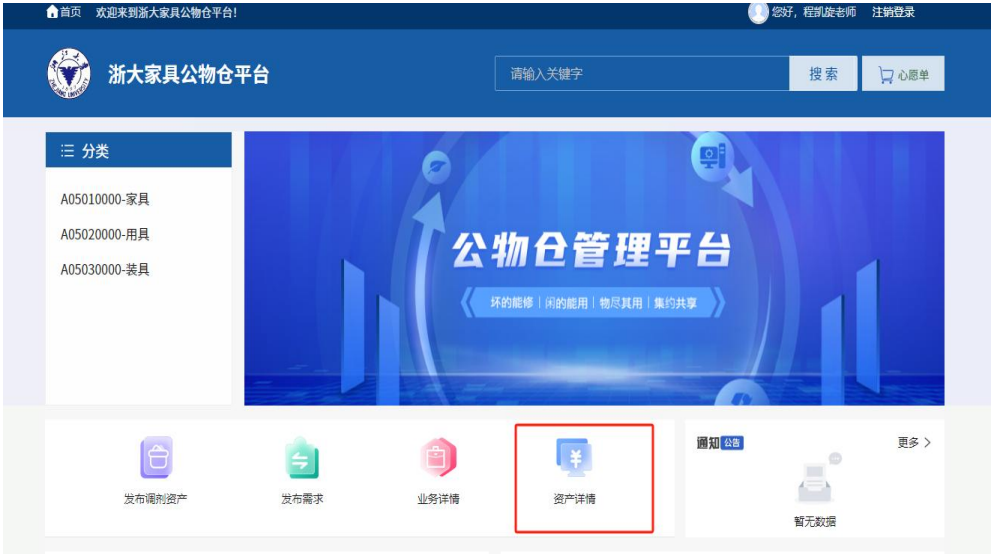 首页 欢迎来到浙大家具公物仓平台！
您好，程凯旋老师 注销登录
浙大家具公物仓平台
请输入关键字
搜索
心愿单
分类
A05010000-家具
A05020000-用具
A05030000-装具
公物仓管理平台
坏的能修 | 闲的能用 | 物尽其用 | 集约共享
发布调剂资产
发布需求
业务详情
资产详情
通知 公告
更多
暂无数据